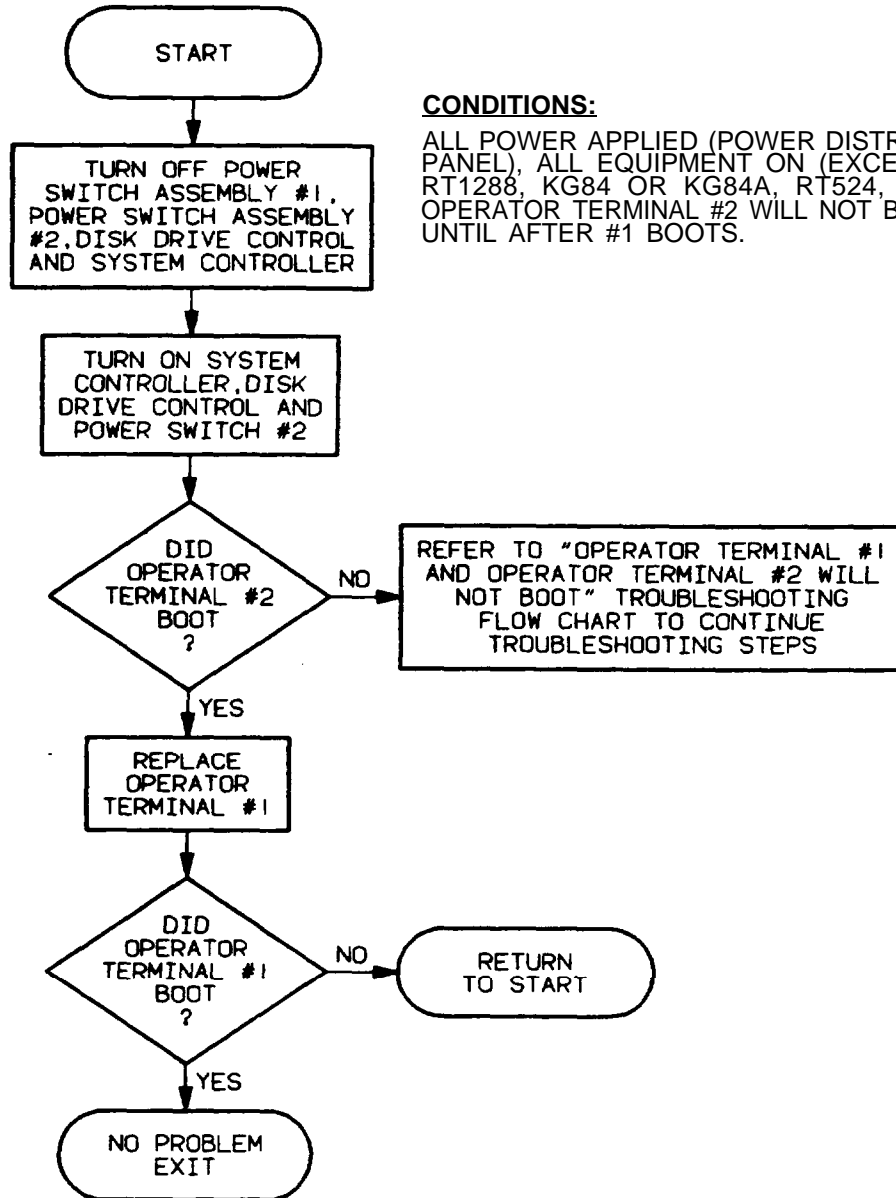 START
CONDITIONS:
ALL POWER APPLIED (POWER DISTR
PANEL), ALL EQUIPMENT ON (EXCE
RT1288, KG84 OR KG84A, RT524,
OPERATOR TERMINAL #2 WILL NOT B
UNTIL AFTER #1 BOOTS.
TURN OFF POWER
SWITCH ASSEMBLY #1,
POWER SWITCH ASSEMBLY
#2,DISK DRIVE CONTROL
AND SYSTEM CONTROLLER
TURN ON SYSTEM
CONTROLLER,DISK
DRIVE CONTROL AND
POWER SWITCH #2
DID
OPERATOR
TERMINAL #2
BOOT
?
NO
REFER TO "OPERATOR TERMINAL #1
AND OPERATOR TERMINAL #2 WILL
NOT BOOT" TROUBLESHOOTING
FLOW CHART TO CONTINUE
TROUBLESHOOTING STEPS
YES
REPLACE
OPERATOR
TERMINAL #1
DID
OPERATOR
TERMINAL #1
BOOT
?
NO
RETURN
TO START
YES
NO PROBLEM
EXIT